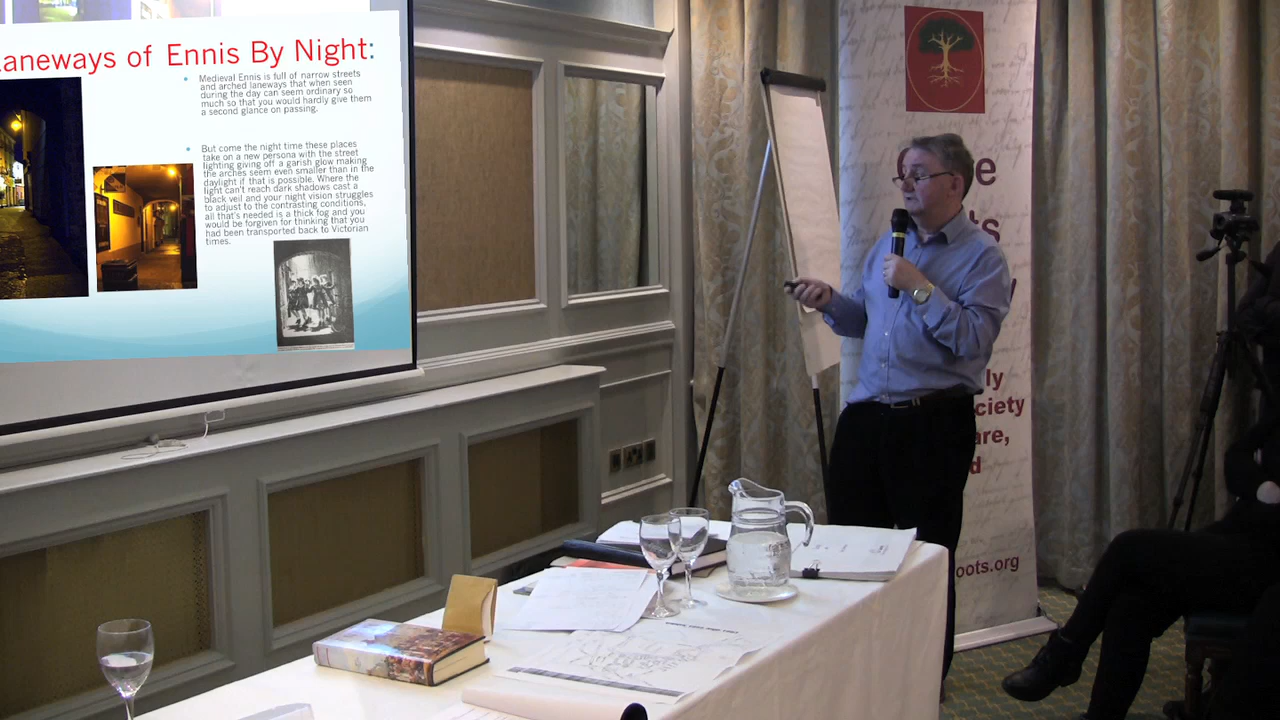 aneways of Ennis By Night:
• Medieval Ennis is full of narrow streets
and arched laneways that when seen
during the day can seem ordinary so
much so that you would hardly give them
a second glance on passing.
• But come the night time these places
take on a new persona with the street
lighting giving off a garish glow making
the arches seem even smaller than in the
daylight if that is possible. Where the
light can't reach dark shadows cast a
black veil and your night vision struggles
to adjust to the contrasting conditions,
all that's needed is a thick fog and you
would be forgiven for thinking that you
had been transported back to Victorian
times.
e
ts
y
ly
ciety
are,
d
oots.org